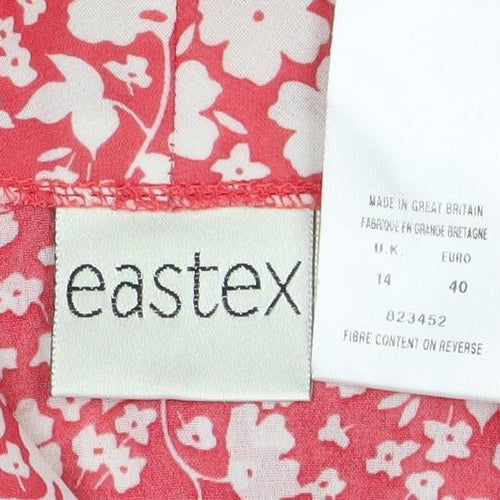 eastex
MADE IN GREAT BRITAIN
FABRIQUE EN GRANDE BRETAGNE
U.K. EURO
14 40
823452
FIBRE CONTENT ON REVERSE